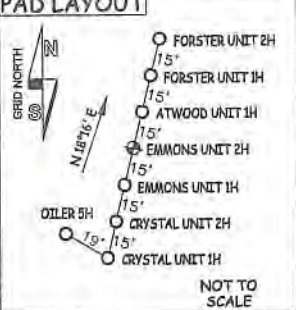 PAD LAYOUT
GRID NORTH
N
S
N 18°16' E
FORSTER UNIT 2H
15'
FORSTER UNIT 1H
15'
ATWOOD UNIT 1H
15'
EMMONS UNIT 2H
15'
EMMONS UNIT 1H
15'
OILER 5H
CRYSTAL UNIT 2H
19' 15'
CRYSTAL UNIT 1H
NOT TO
SCALE